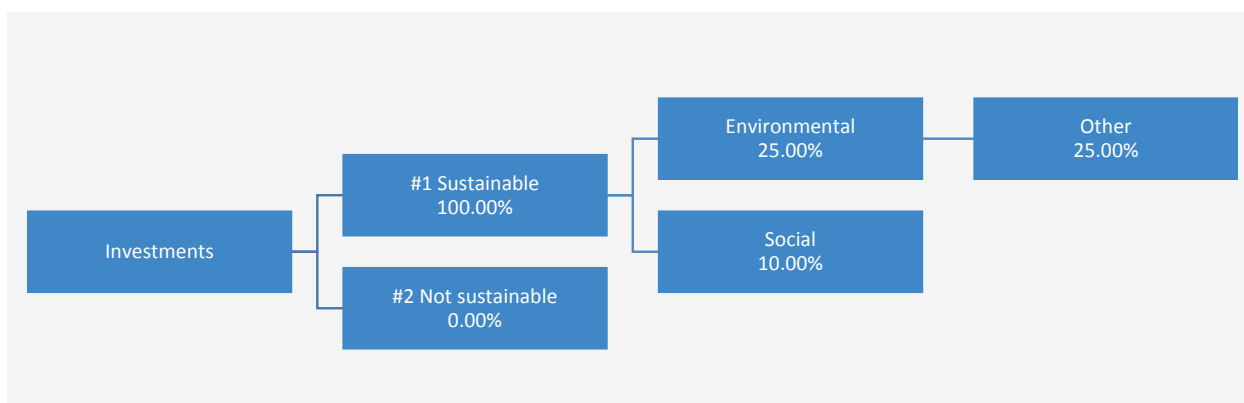 Investments
#1 Sustainable
100.00%
#2 Not sustainable
0.00%
Environmental
25.00%
Social
10.00%
Other
25.00%